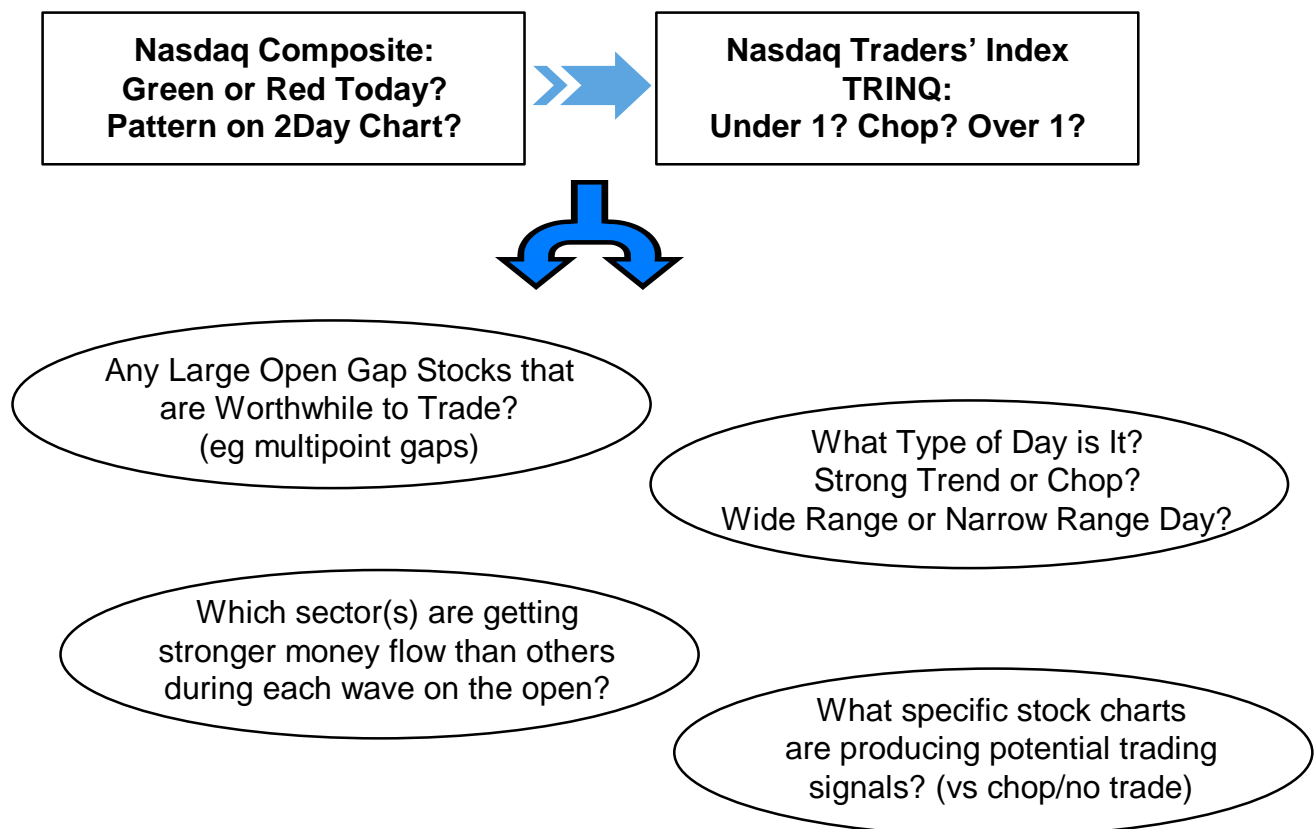 Nasdaq Composite:
Green or Red Today?
Pattern on 2Day Chart?
Nasdaq Traders’ Index
TRINQ:
Under 1? Chop? Over 1?
Any Large Open Gap Stocks that
are Worthwhile to Trade?
(eg multipoint gaps)
What Type of Day is It?
Strong Trend or Chop?
Wide Range or Narrow Range Day?
Which sector(s) are getting
stronger money flow than others
during each wave on the open?
What specific stock charts
are producing potential trading
signals? (vs chop/no trade)